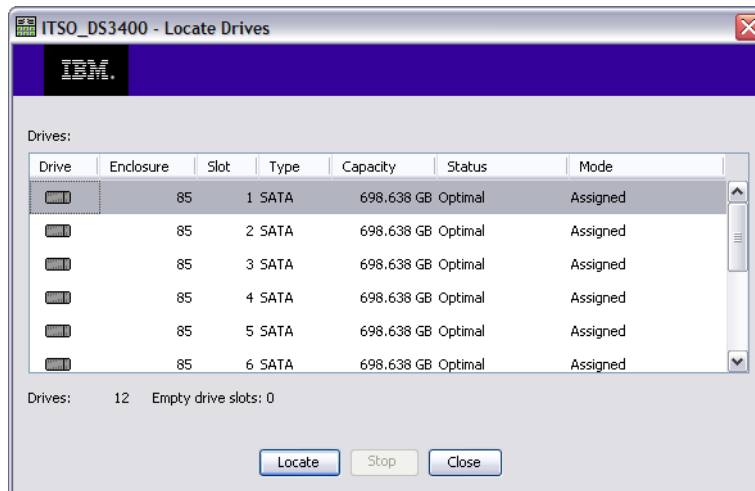 ITSO_DS3400 - Locate Drives
IBM.
Drives:
Drive Enclosure Slot Type Capacity Status Mode
85 1 SATA 698.638 GB Optimal Assigned
85 2 SATA 698.638 GB Optimal Assigned
85 3 SATA 698.638 GB Optimal Assigned
85 4 SATA 698.638 GB Optimal Assigned
85 5 SATA 698.638 GB Optimal Assigned
85 6 SATA 698.638 GB Optimal Assigned
Drives: 12 Empty drive slots: 0
Locate Stop Close